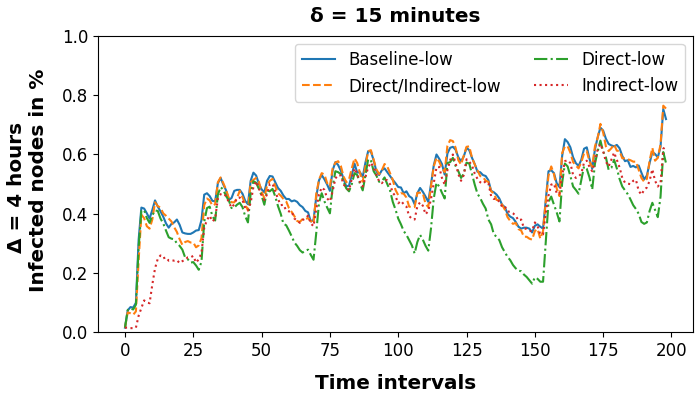 δ = 15 minutes
Δ = 4 hours
Infected nodes in %
1.0
0.8
0.6
0.4
0.2
0.0
Baseline-low
Direct/Indirect-low
Direct-low
Indirect-low
0 25 50 75 100 125 150 175 200
Time intervals